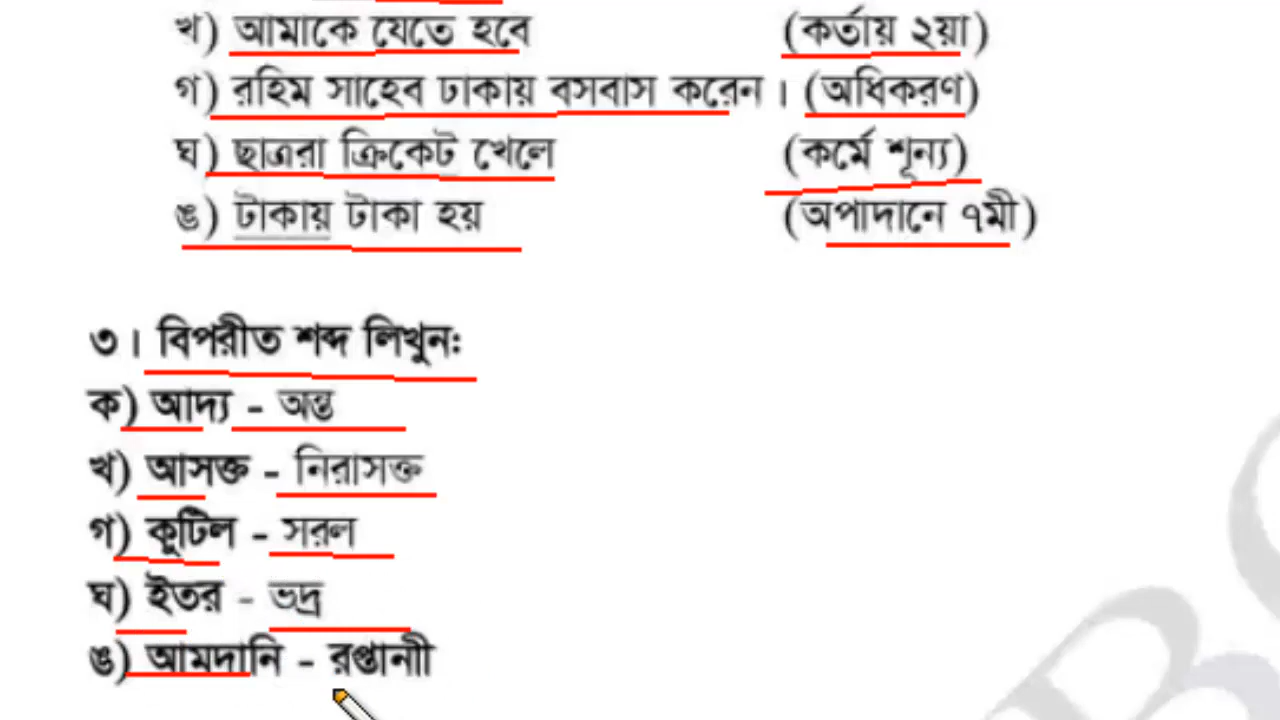 খ) আমাকে যেতে হবে (কর্তায় ২য়া)
গ) রহিম সাহেব ঢাকায় বসবাস করেন। (অধিকরণ)
ঘ) ছাত্ররা ক্রিকেট খেলে (কর্মে শূন্য)
ঙ) টাকায় টাকা হয় (অপাদানে ৭মী)
৩। বিপরীত শব্দ লিখুনঃ
ক) আদ্য - অন্ত
খ) আসক্ত - নিরাসক্ত
গ) কুটিল - সরল
ঘ) ইতর - ভদ্র
ঙ) আমদানি - রপ্তানী